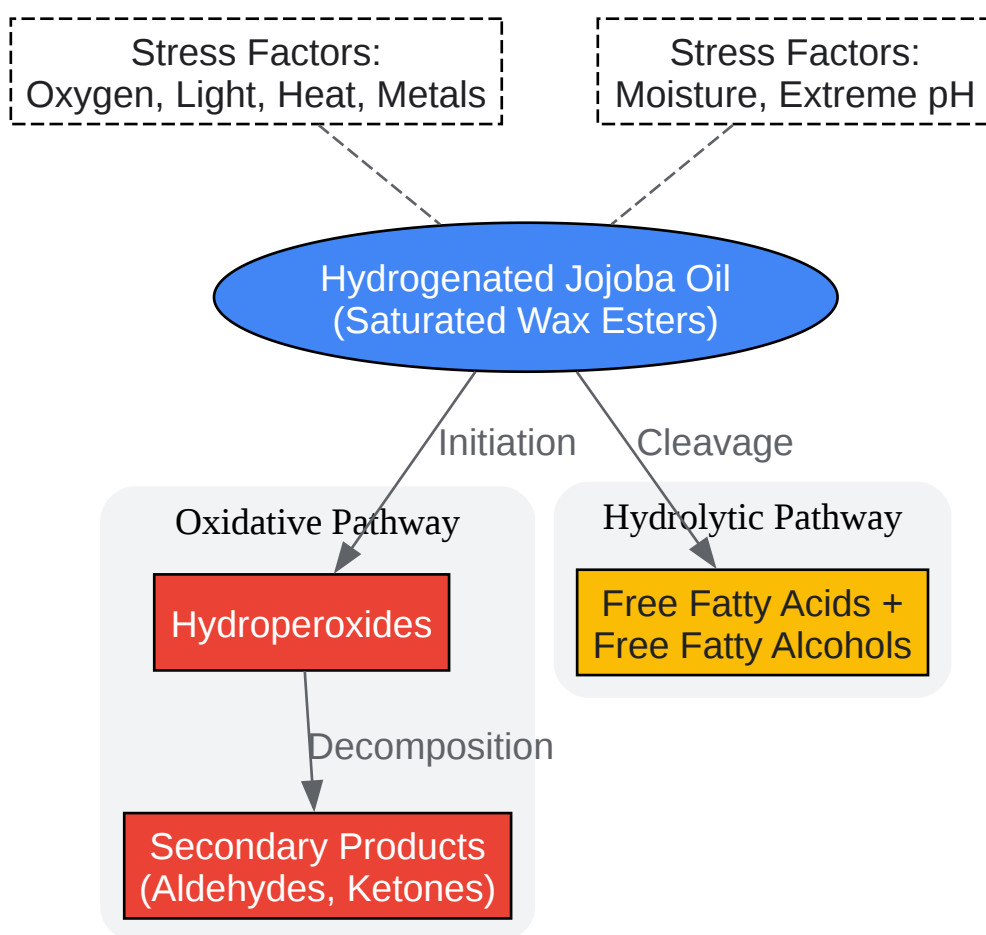 Stress Factors:
Oxygen, Light, Heat, Metals
Stress Factors:
Moisture, Extreme pH
Hydrogenated Jojoba Oil
(Saturated Wax Esters)
Initiation
Cleavage
Oxidative Pathway
Hydrolytic Pathway
Hydroperoxides
Free Fatty Acids +
Free Fatty Alcohols
Decomposition
Secondary Products
(Aldehydes, Ketones)